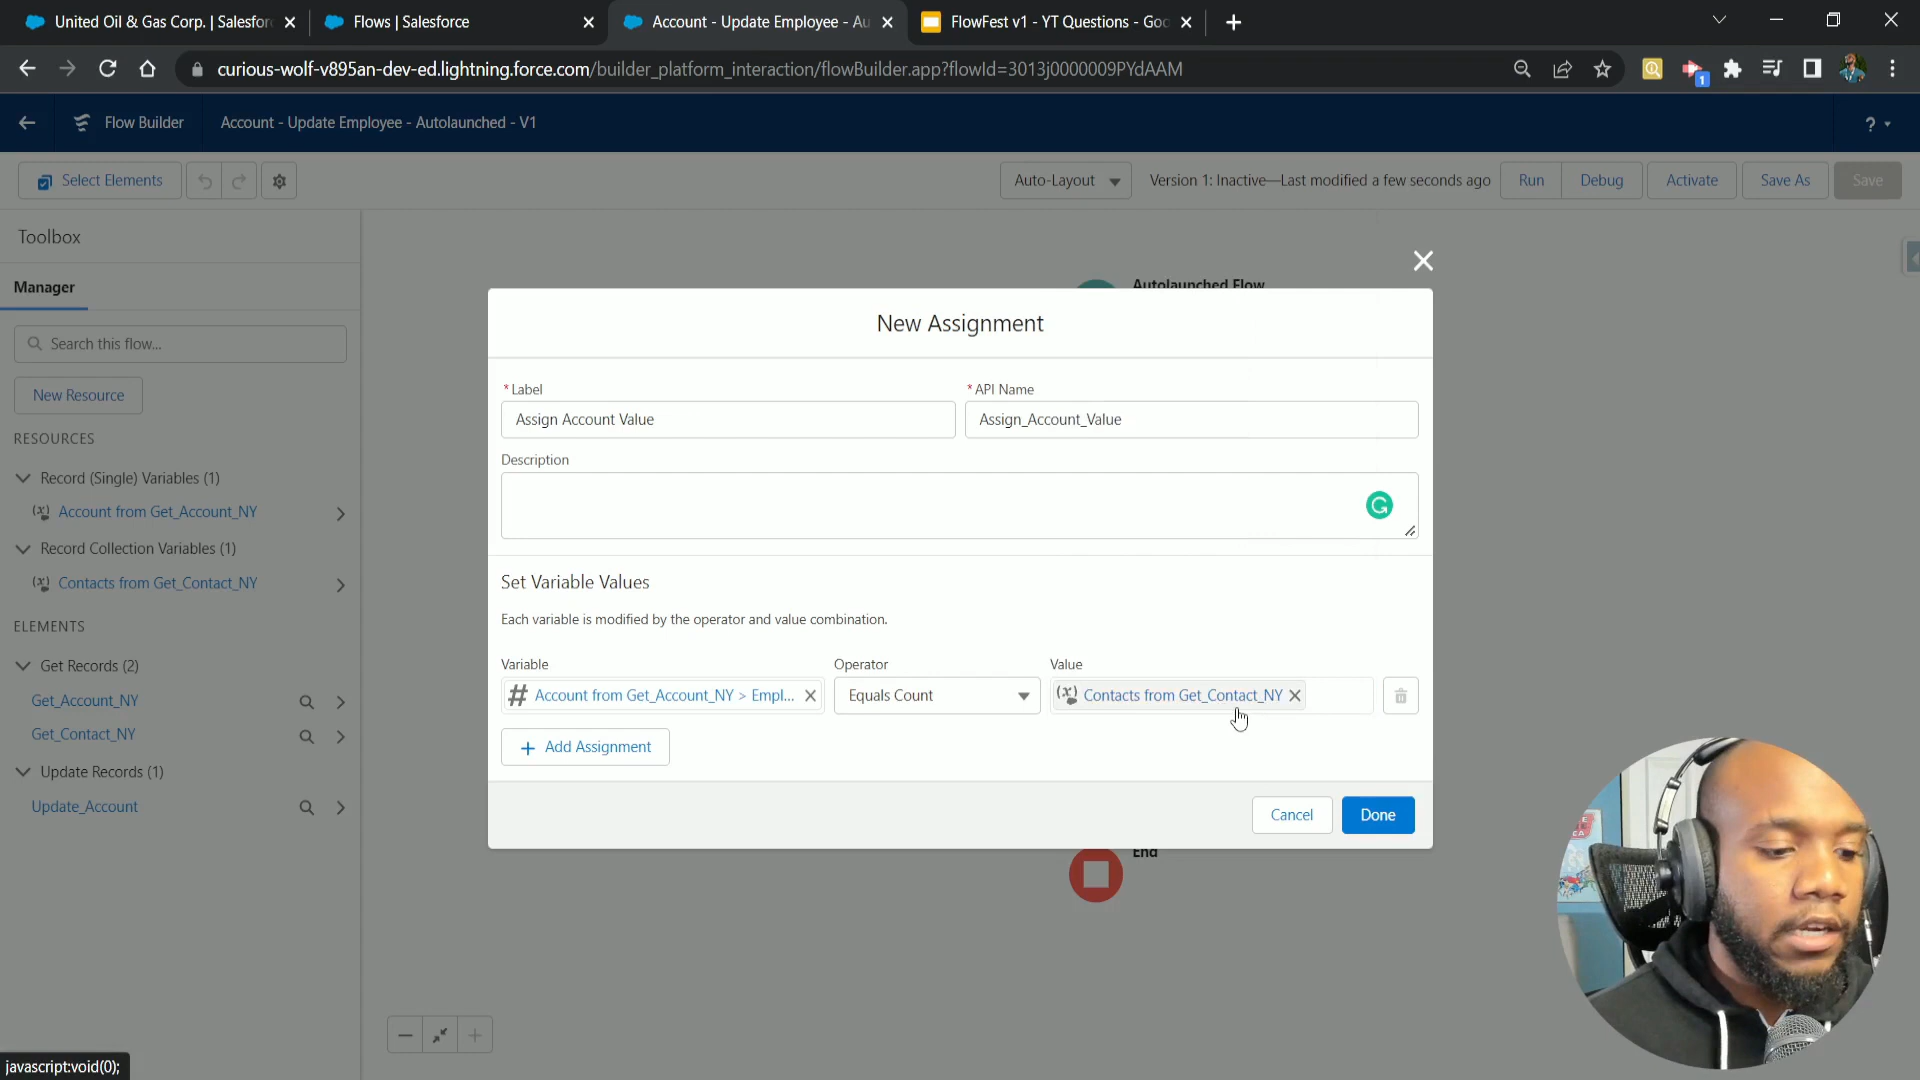 United Oil & Gas Corp. | Salesfor
Flows | Salesforce
Account - Update Employee - Au
FlowFest v1 - YT Questions - Goo
curious-wolf-v895an-dev-ed.lightning.force.com/builder_platform_interaction/flowBuilder.app?flowId=3013j0000009PYdAAM
1
Flow Builder
Account - Update Employee - Autolaunched - V1
?
Select Elements
Auto-Layout
Version 1: Inactive—Last modified a few seconds ago
Run
Debug
Activate
Save As
Save
Toolbox
Manager
Search this flow...
New Resource
RESOURCES
Record (Single) Variables (1)
Account from Get_Account_NY
Record Collection Variables (1)
Contacts from Get_Contact_NY
ELEMENTS
Get Records (2)
Get_Account_NY
Get_Contact_NY
Update Records (1)
Update_Account
Autolaunched Flow
New Assignment
* Label
* API Name
Assign Account Value
Assign_Account_Value
Description
Set Variable Values
Each variable is modified by the operator and value combination.
Variable
Operator
Value
Account from Get_Account_NY > Empl...
Equals Count
Contacts from Get_Contact_NY
Add Assignment
Cancel
Done
End
javascript:void(0);